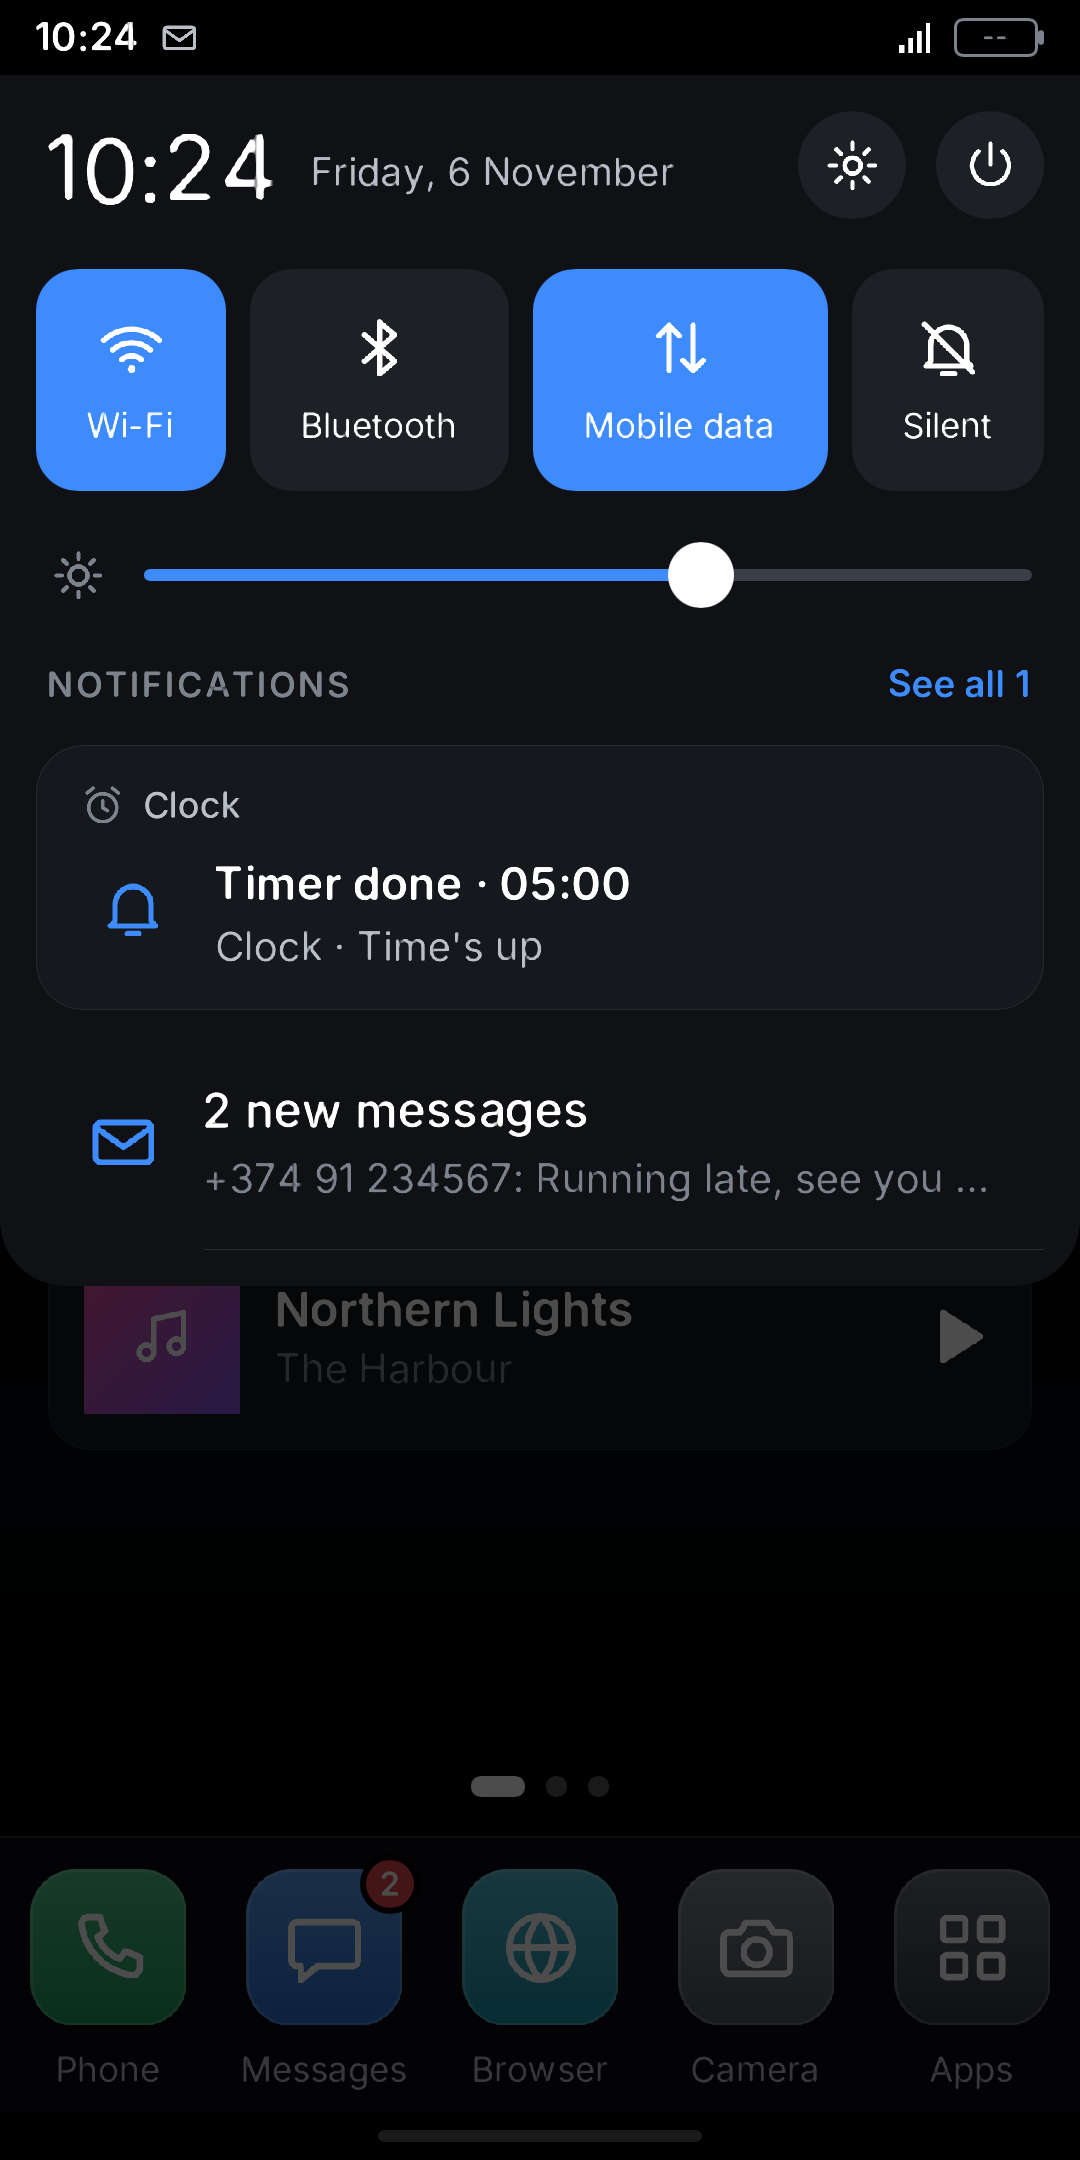 10:24
--
10:24 Friday, 6 November
Wi-Fi Bluetooth Mobile data Silent
NOTIFICATIONS See all 1
Clock
Timer done · 05:00
Clock · Time's up
2 new messages
+374 91 234567: Running late, see you ...
Northern Lights
The Harbour
2
Phone Messages Browser Camera Apps